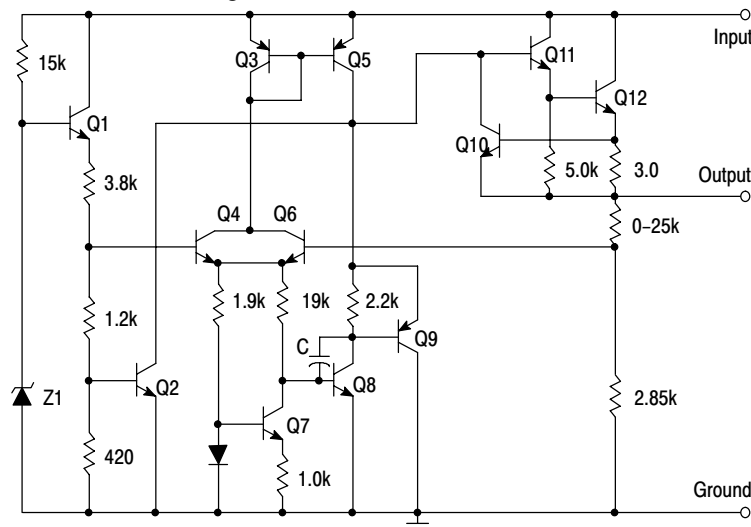 Input
15k
Q3
Q5
Q11
Q12
Q1
Q10
5.0k
3.0
Output
3.8k
0–25k
Q4
Q6
1.9k
19k
2.2k
1.2k
C
Q9
Z1
Q2
Q8
2.85k
Q7
420
1.0k
Ground